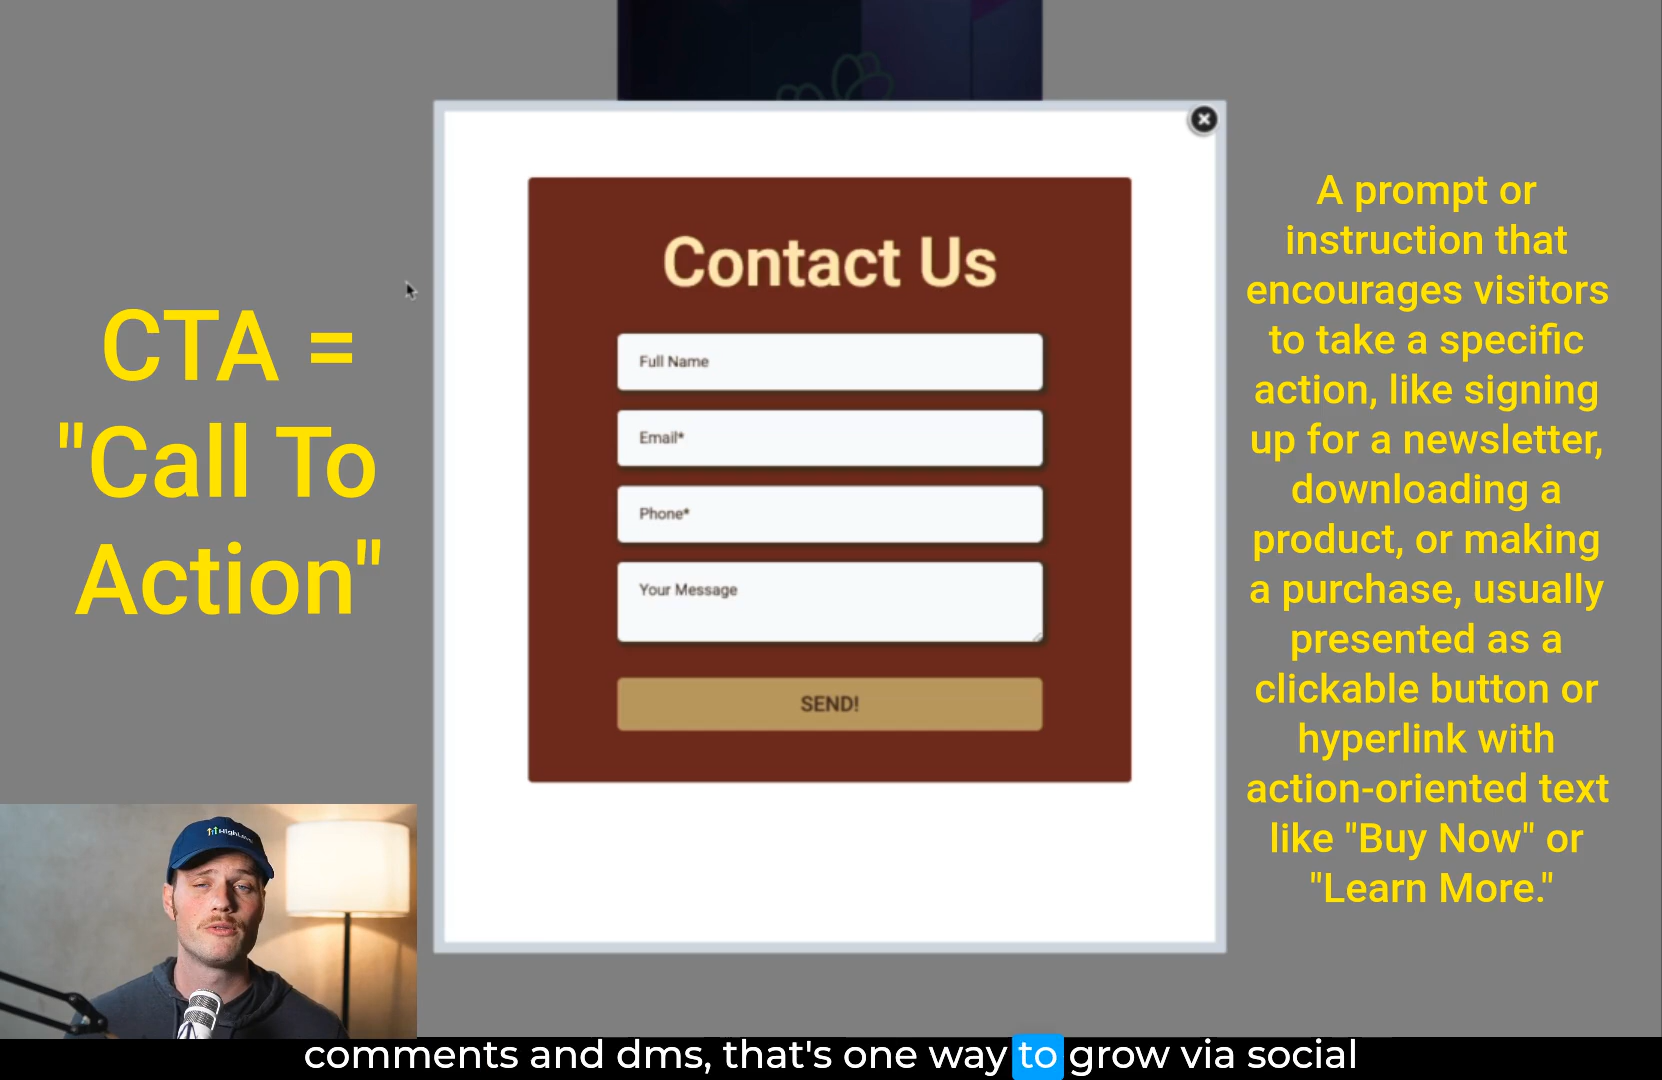 CTA =
"Call To
Action"
Contact Us
Full Name
Email*
Phone*
Your Message
SEND!
A prompt or
instruction that
encourages visitors
to take a specific
action, like signing
up for a newsletter,
downloading a
product, or making
a purchase, usually
presented as a
clickable button or
hyperlink with
action-oriented text
like "Buy Now" or
"Learn More."
comments and dms, that's one way to grow via social